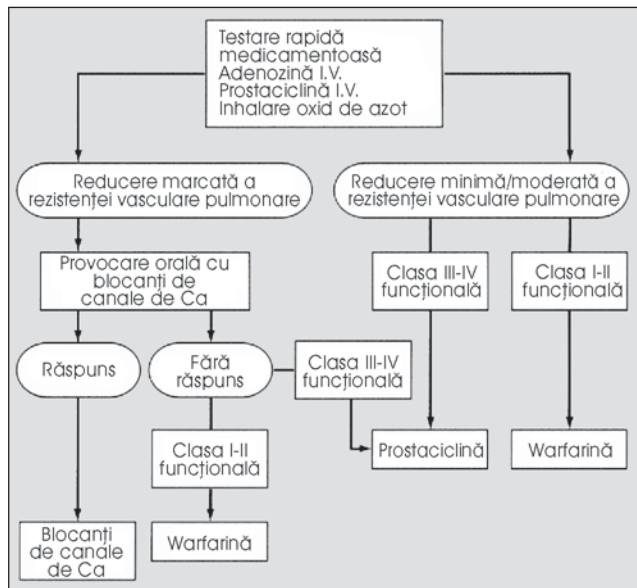 Testare rapidă
medicamentoasă
Adenozină I.V.
Prostaciclină I.V.
Inhalare oxid de azot
Reducere marcată a
rezistenței vasculare pulmonare
Reducere minimă/moderată a
rezistenței vasculare pulmonare
Provocare orală cu
blocanți de
canale de Ca
Clasa III-IV
funcțională
Clasa I-II
funcțională
Răspuns
Fără
răspuns
Clasa III-IV
funcțională
Clasa I-II
funcțională
Prostaciclină
Warfarină
Blocanți
de canale
de Ca
Warfarină